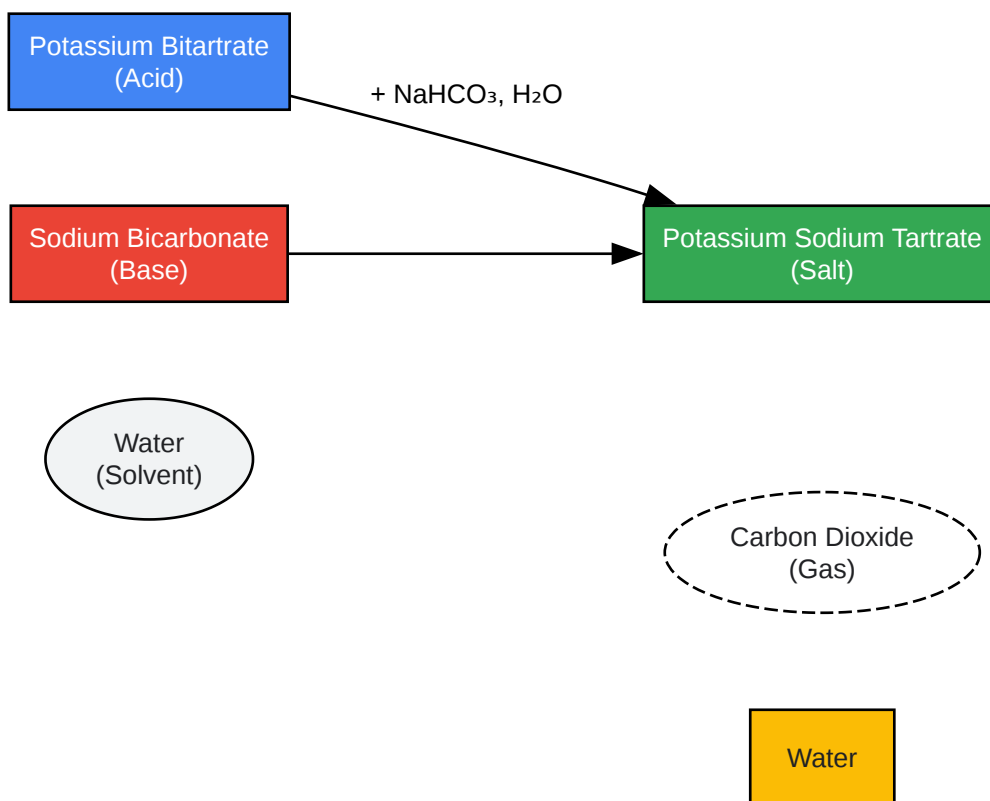 Potassium Bitartrate
(Acid)
+ NaHCO₃, H₂O
Sodium Bicarbonate
(Base)
Potassium Sodium Tartrate
(Salt)
Water
(Solvent)
Carbon Dioxide
(Gas)
Water